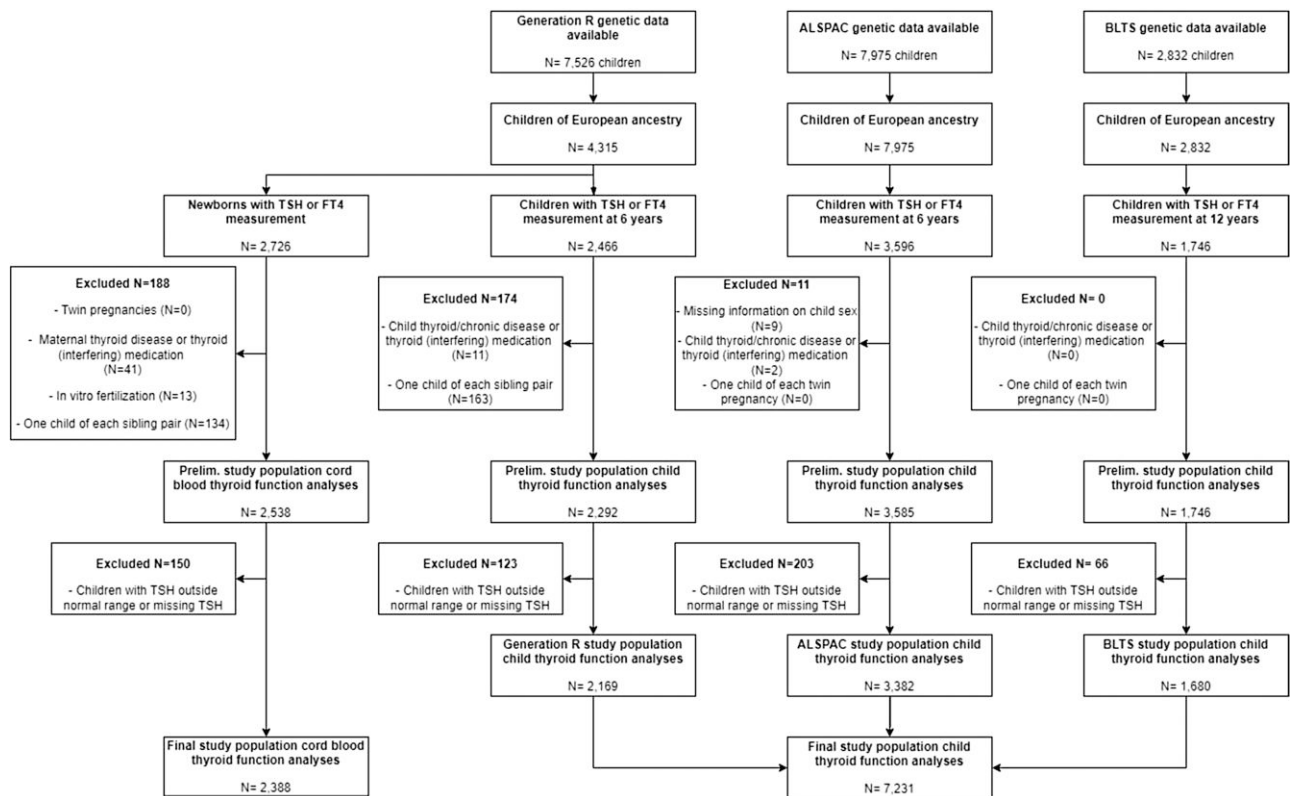 Generation R genetic data
available
N= 7,526 children
ALSPAC genetic data available
N= 7,975 children
BLTS genetic data available
N= 2,832 children
Children of European ancestry
N= 4,315
Children of European ancestry
N= 7,975
Children of European ancestry
N= 2,832
Newborns with TSH or FT4
measurement
N= 2,726
Children with TSH or FT4
measurement at 6 years
N= 2,466
Children with TSH or FT4
measurement at 6 years
N= 3,596
Children with TSH or FT4
measurement at 12 years
N= 1,746
Excluded N=188
- Twin pregnancies (N=0)
- Maternal thyroid disease or thyroid
(interfering) medication
(N=41)
- In vitro fertilization (N=13)
- One child of each sibling pair (N=134)
Excluded N=174
- Child thyroid/chronic disease or
thyroid (interfering) medication
(N=11)
- One child of each sibling pair
(N=163)
Excluded N=11
- Missing information on child sex
(N=9)
- Child thyroid/chronic disease or
thyroid (interfering) medication
(N=2)
- One child of each twin
pregnancy (N=0)
Excluded N= 0
- Child thyroid/chronic disease or
thyroid (interfering) medication
(N=0)
- One child of each twin
pregnancy (N=0)
Prelim. study population cord
blood thyroid function analyses
N= 2,538
Prelim. study population child
thyroid function analyses
N= 2,292
Prelim. study population child
thyroid function analyses
N= 3,585
Prelim. study population child
thyroid function analyses
N= 1,746
Excluded N=150
- Children with TSH outside
normal range or missing TSH
Excluded N=123
- Children with TSH outside
normal range or missing TSH
Excluded N=203
- Children with TSH outside
normal range or missing TSH
Excluded N= 66
- Children with TSH outside
normal range or missing TSH
Generation R study population
child thyroid function analyses
N= 2,169
ALSPAC study population child
thyroid function analyses
N= 3,382
BLTS study population child
thyroid function analyses
N= 1,680
Final study population cord blood
thyroid function analyses
N= 2,388
Final study population child
thyroid function analyses
N= 7,231